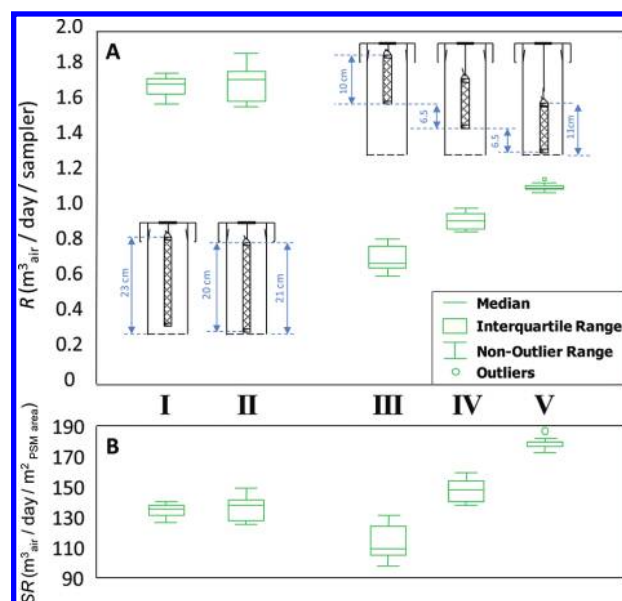 A
R (m³air / day / sampler)
2.0
1.8
1.6
1.4
1.2
1.0
0.8
0.6
0.4
0.2
0
10 cm
6.5
6.5
11cm
23 cm
20 cm
21 cm
Median
Interquartile Range
Non-Outlier Range
Outliers
I II III IV V
B
SR (m³air / day / m² PSM area)
190
170
150
130
110
90